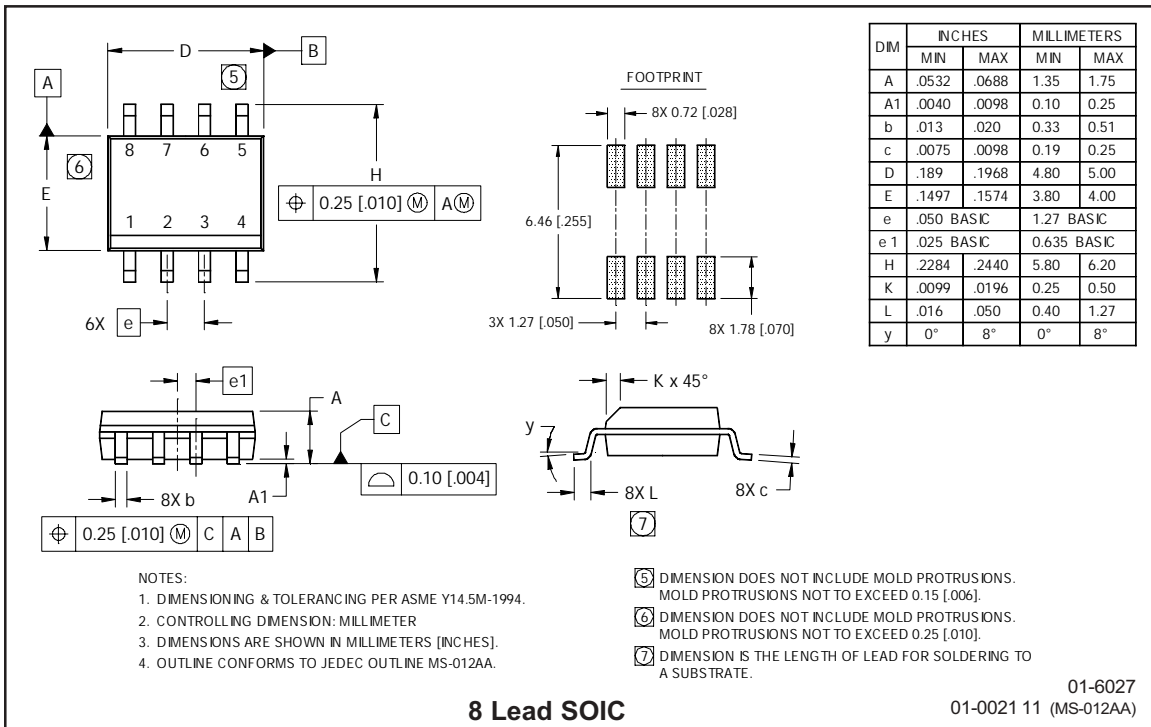 D
B
A
5
8 7 6 5
6
E
H
⌖ 0.25 [.010] Ⓜ A Ⓜ
1 2 3 4
6X e
FOOTPRINT
8X 0.72 [.028]
6.46 [.255]
3X 1.27 [.050]
8X 1.78 [.070]
DIM INCHES MILLIMETERS
MIN MAX MIN MAX
A .0532 .0688 1.35 1.75
A1 .0040 .0098 0.10 0.25
b .013 .020 0.33 0.51
c .0075 .0098 0.19 0.25
D .189 .1968 4.80 5.00
E .1497 .1574 3.80 4.00
e .050 BASIC 1.27 BASIC
e 1 .025 BASIC 0.635 BASIC
H .2284 .2440 5.80 6.20
K .0099 .0196 0.25 0.50
L .016 .050 0.40 1.27
y 0° 8° 0° 8°
e1
A
C
0.10 [.004]
8X b
A1
⌖ 0.25 [.010] Ⓜ C A B
K x 45°
y
8X L
7
8X c
NOTES:
1. DIMENSIONING & TOLERANCING PER ASME Y14.5M-1994.
2. CONTROLLING DIMENSION: MILLIMETER
3. DIMENSIONS ARE SHOWN IN MILLIMETERS [INCHES].
4. OUTLINE CONFORMS TO JEDEC OUTLINE MS-012AA.
5 DIMENSION DOES NOT INCLUDE MOLD PROTRUSIONS.
MOLD PROTRUSIONS NOT TO EXCEED 0.15 [.006].
6 DIMENSION DOES NOT INCLUDE MOLD PROTRUSIONS.
MOLD PROTRUSIONS NOT TO EXCEED 0.25 [.010].
7 DIMENSION IS THE LENGTH OF LEAD FOR SOLDERING TO
A SUBSTRATE.
8 Lead SOIC
01-6027
01-0021 11 (MS-012AA)